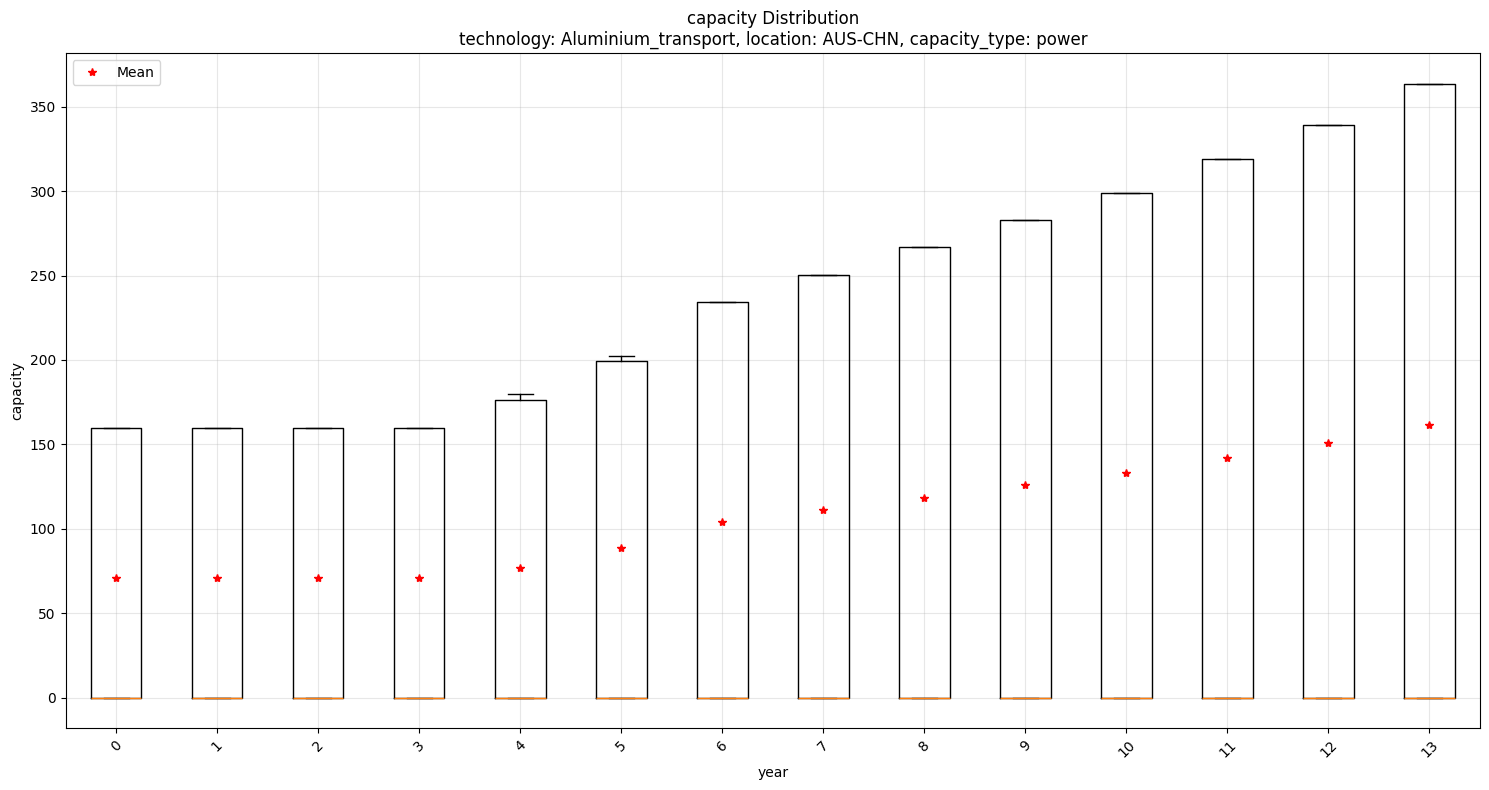 capacity Distribution
technology: Aluminium_transport, location: AUS-CHN, capacity_type: power
Mean
350
300
250
200
150
100
50
0
capacity
0 1 2 3 4 5 6 7 8 9 10 11 12 13
year